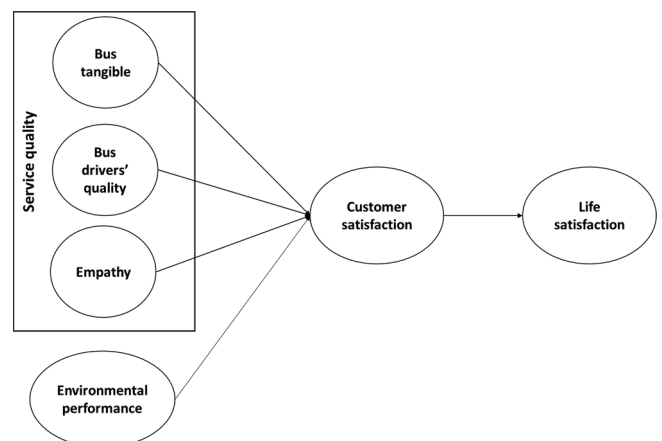 Service quality
Bus
tangible
Bus
drivers’
quality
Empathy
Environmental
performance
Customer
satisfaction
Life
satisfaction